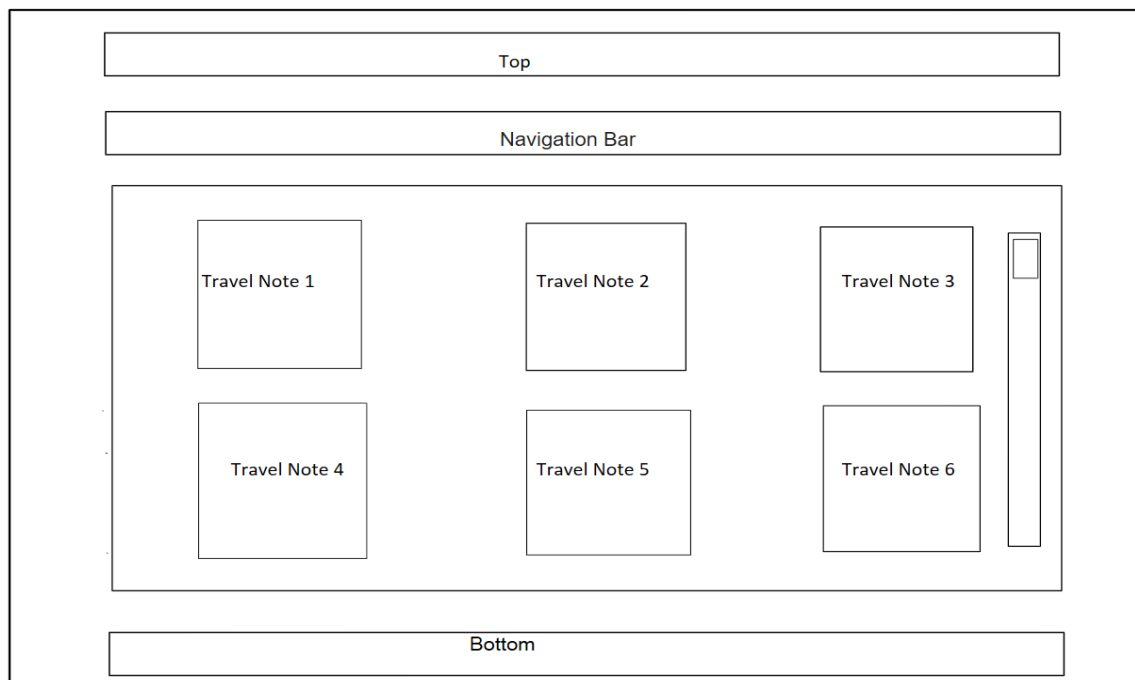 Top
Navigation Bar
Travel Note 1
Travel Note 2
Travel Note 3
Travel Note 4
Travel Note 5
Travel Note 6
Bottom